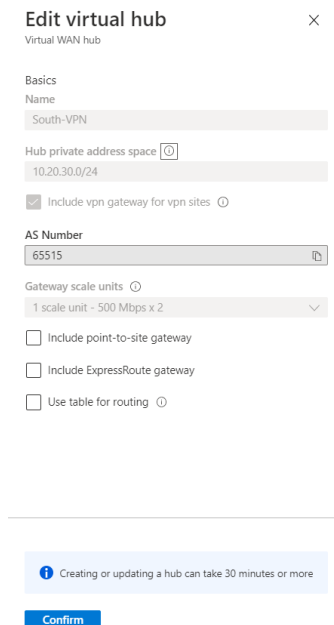 Edit virtual hub
Virtual WAN hub
Basics
Name
South-VPN
Hub private address space
10.20.30.0/24
Include vpn gateway for vpn sites
AS Number
65515
Gateway scale units
1 scale unit - 500 Mbps x 2
Include point-to-site gateway
Include ExpressRoute gateway
Use table for routing
Creating or updating a hub can take 30 minutes or more
Confirm